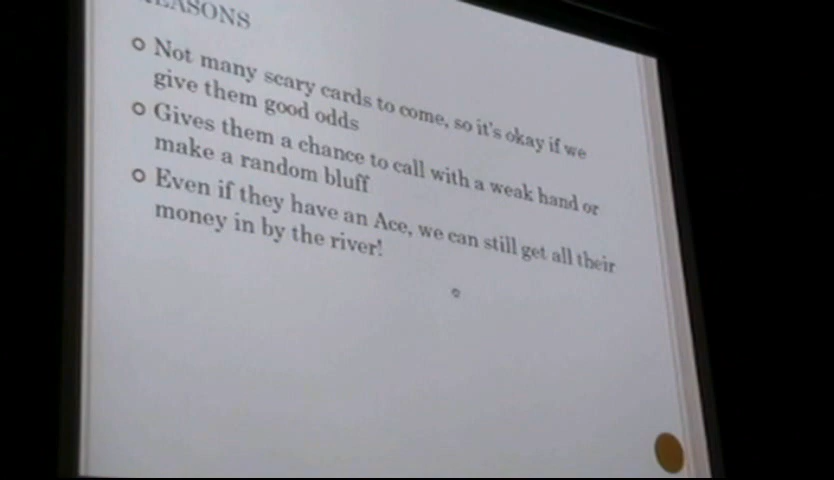 REASONS
Not many scary cards to come, so it's okay if we
give them good odds
Gives them a chance to call with a weak hand or
make a random bluff
Even if they have an Ace, we can still get all their
money in by the river!